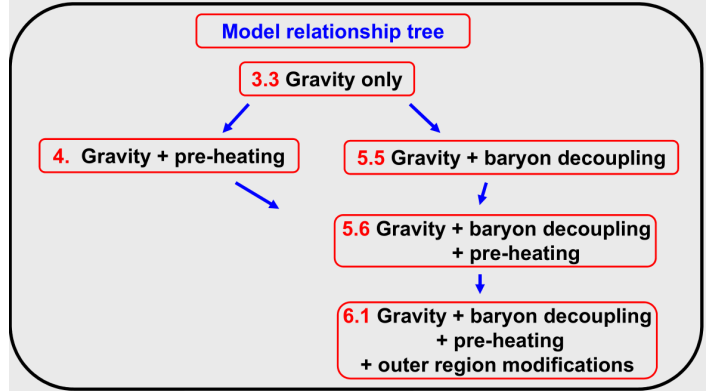 Model relationship tree
3.3 Gravity only
4. Gravity + pre-heating
5.5 Gravity + baryon decoupling
5.6 Gravity + baryon decoupling
+ pre-heating
6.1 Gravity + baryon decoupling
+ pre-heating
+ outer region modifications